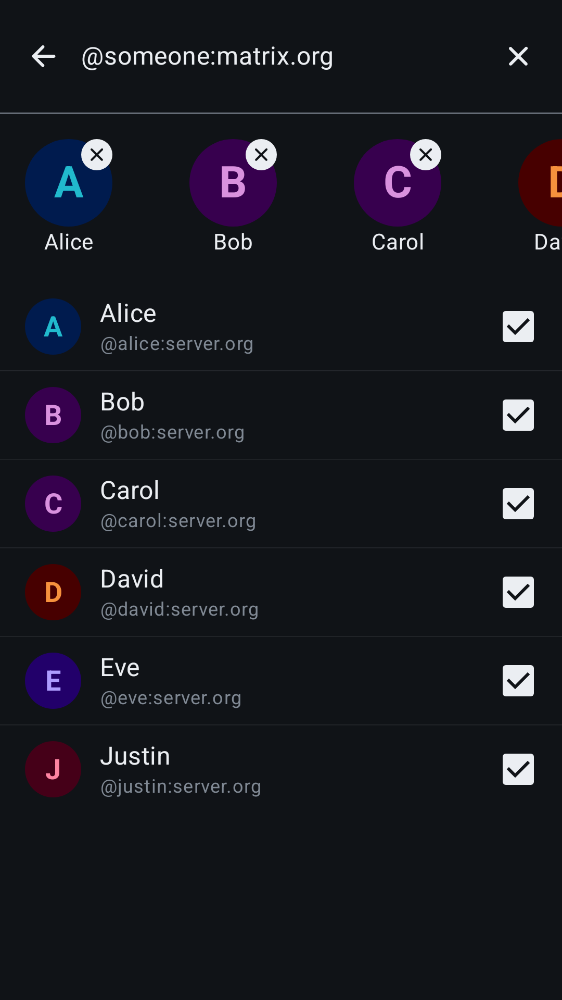 @someone:matrix.org
A B C D
Alice Bob Carol Da
A Alice
@alice:server.org
B Bob
@bob:server.org
C Carol
@carol:server.org
D David
@david:server.org
E Eve
@eve:server.org
J Justin
@justin:server.org